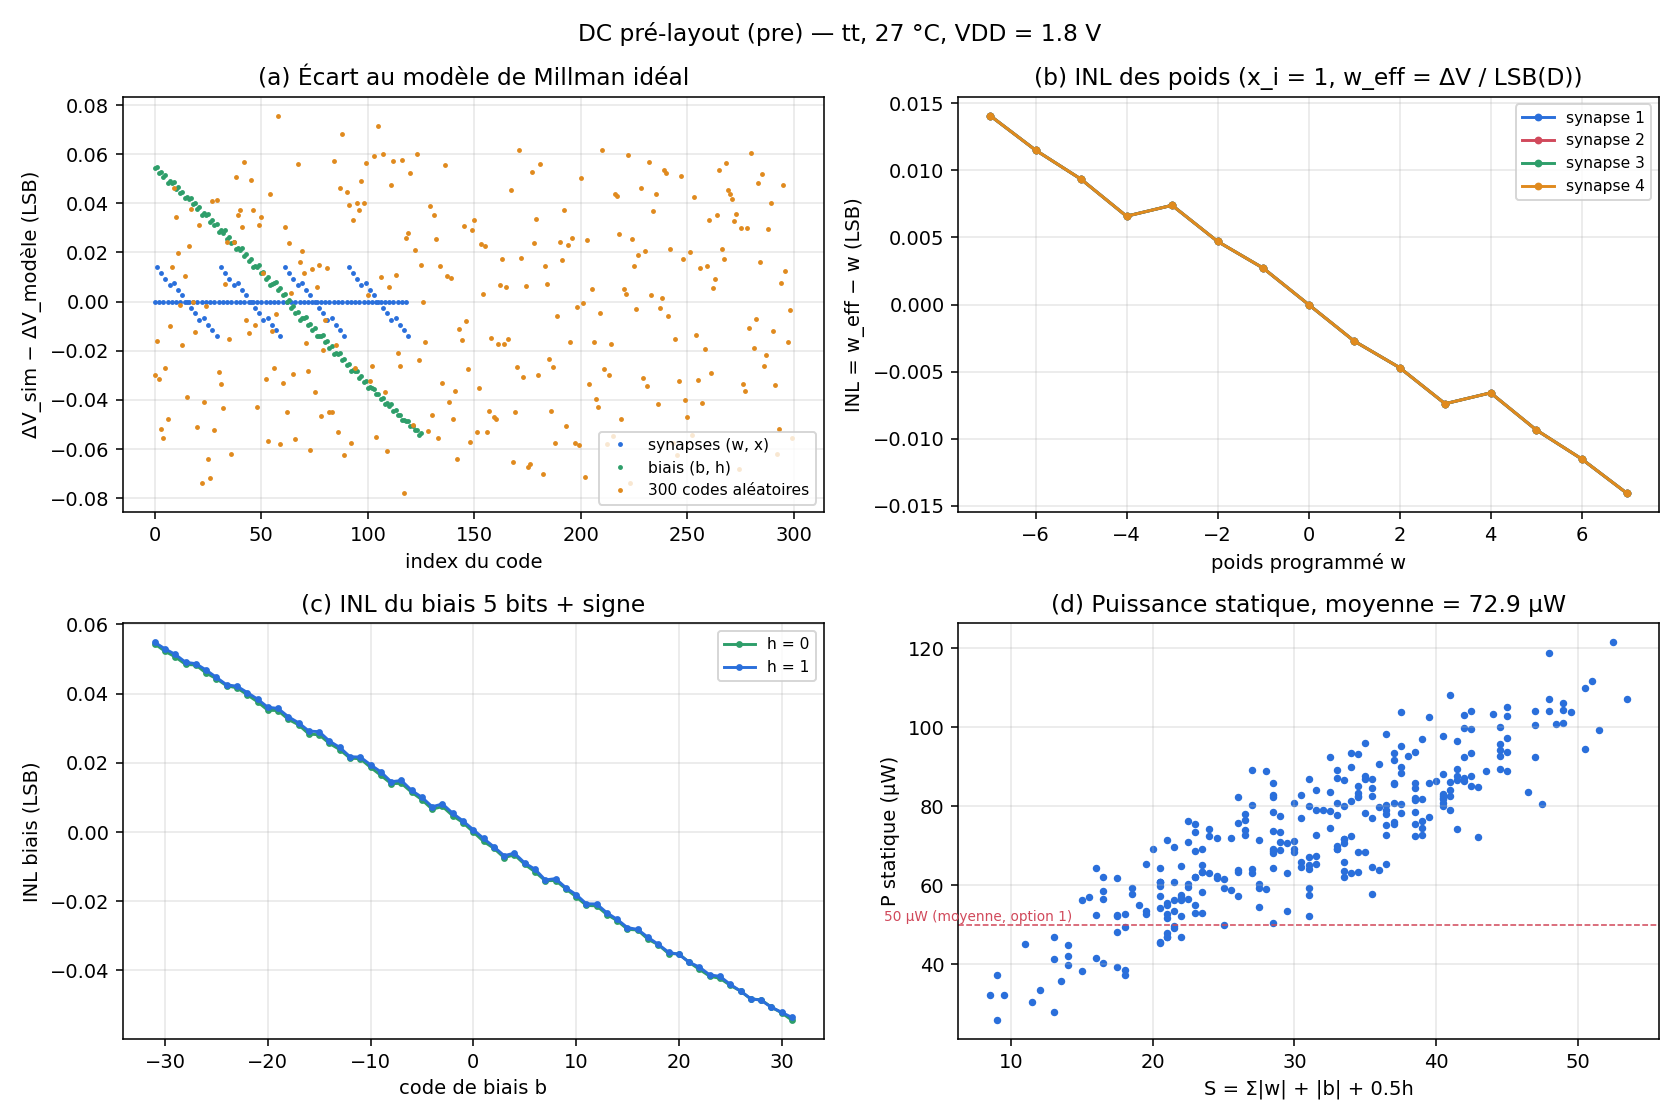 DC pré-layout (pre) — tt, 27 °C, VDD = 1.8 V
(a) Écart au modèle de Millman idéal
ΔV_sim − ΔV_modèle (LSB)
0.08
0.06
0.04
0.02
0.00
−0.02
−0.04
−0.06
−0.08
0
50
100
150
200
250
300
index du code
synapses (w, x)
biais (b, h)
300 codes aléatoires
(b) INL des poids (x_i = 1, w_eff = ΔV / LSB(D))
INL = w_eff − w (LSB)
0.015
0.010
0.005
0.000
−0.005
−0.010
−0.015
−6
−4
−2
0
2
4
6
poids programmé w
synapse 1
synapse 2
synapse 3
synapse 4
(c) INL du biais 5 bits + signe
INL biais (LSB)
0.06
0.04
0.02
0.00
−0.02
−0.04
−30
−20
−10
0
10
20
30
code de biais b
h = 0
h = 1
(d) Puissance statique, moyenne = 72.9 µW
P statique (µW)
120
100
80
60
40
50 µW (moyenne, option 1)
10
20
30
40
50
S = Σ|w| + |b| + 0.5h